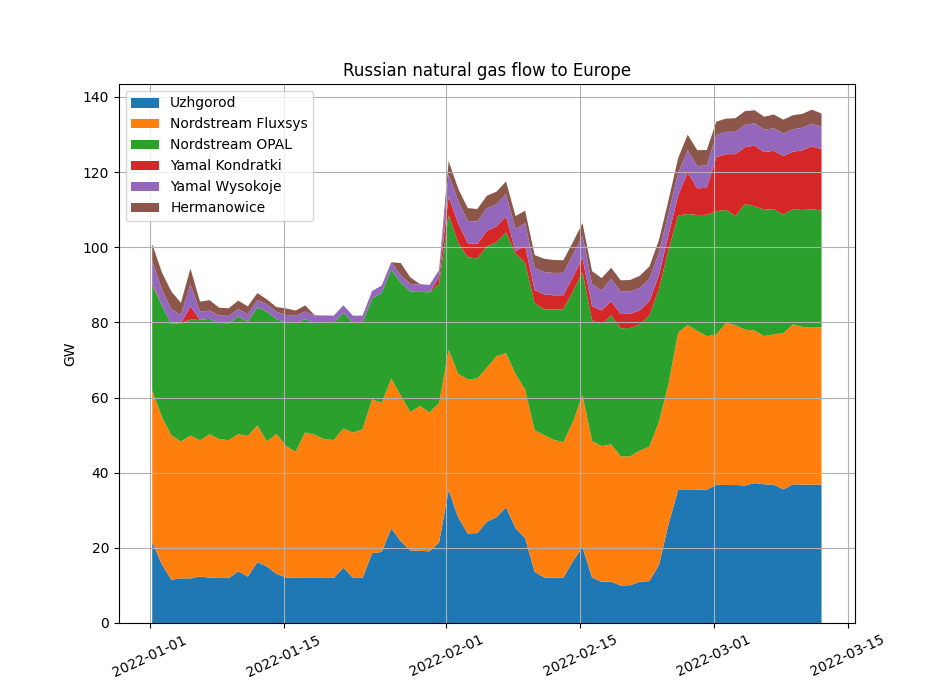 Russian natural gas flow to Europe
140
120
100
80
60
40
20
0
GW
Uzhgorod
Nordstream Fluxsys
Nordstream OPAL
Yamal Kondratki
Yamal Wysokoje
Hermanowice
2022-01-01
2022-01-15
2022-02-01
2022-02-15
2022-03-01
2022-03-15